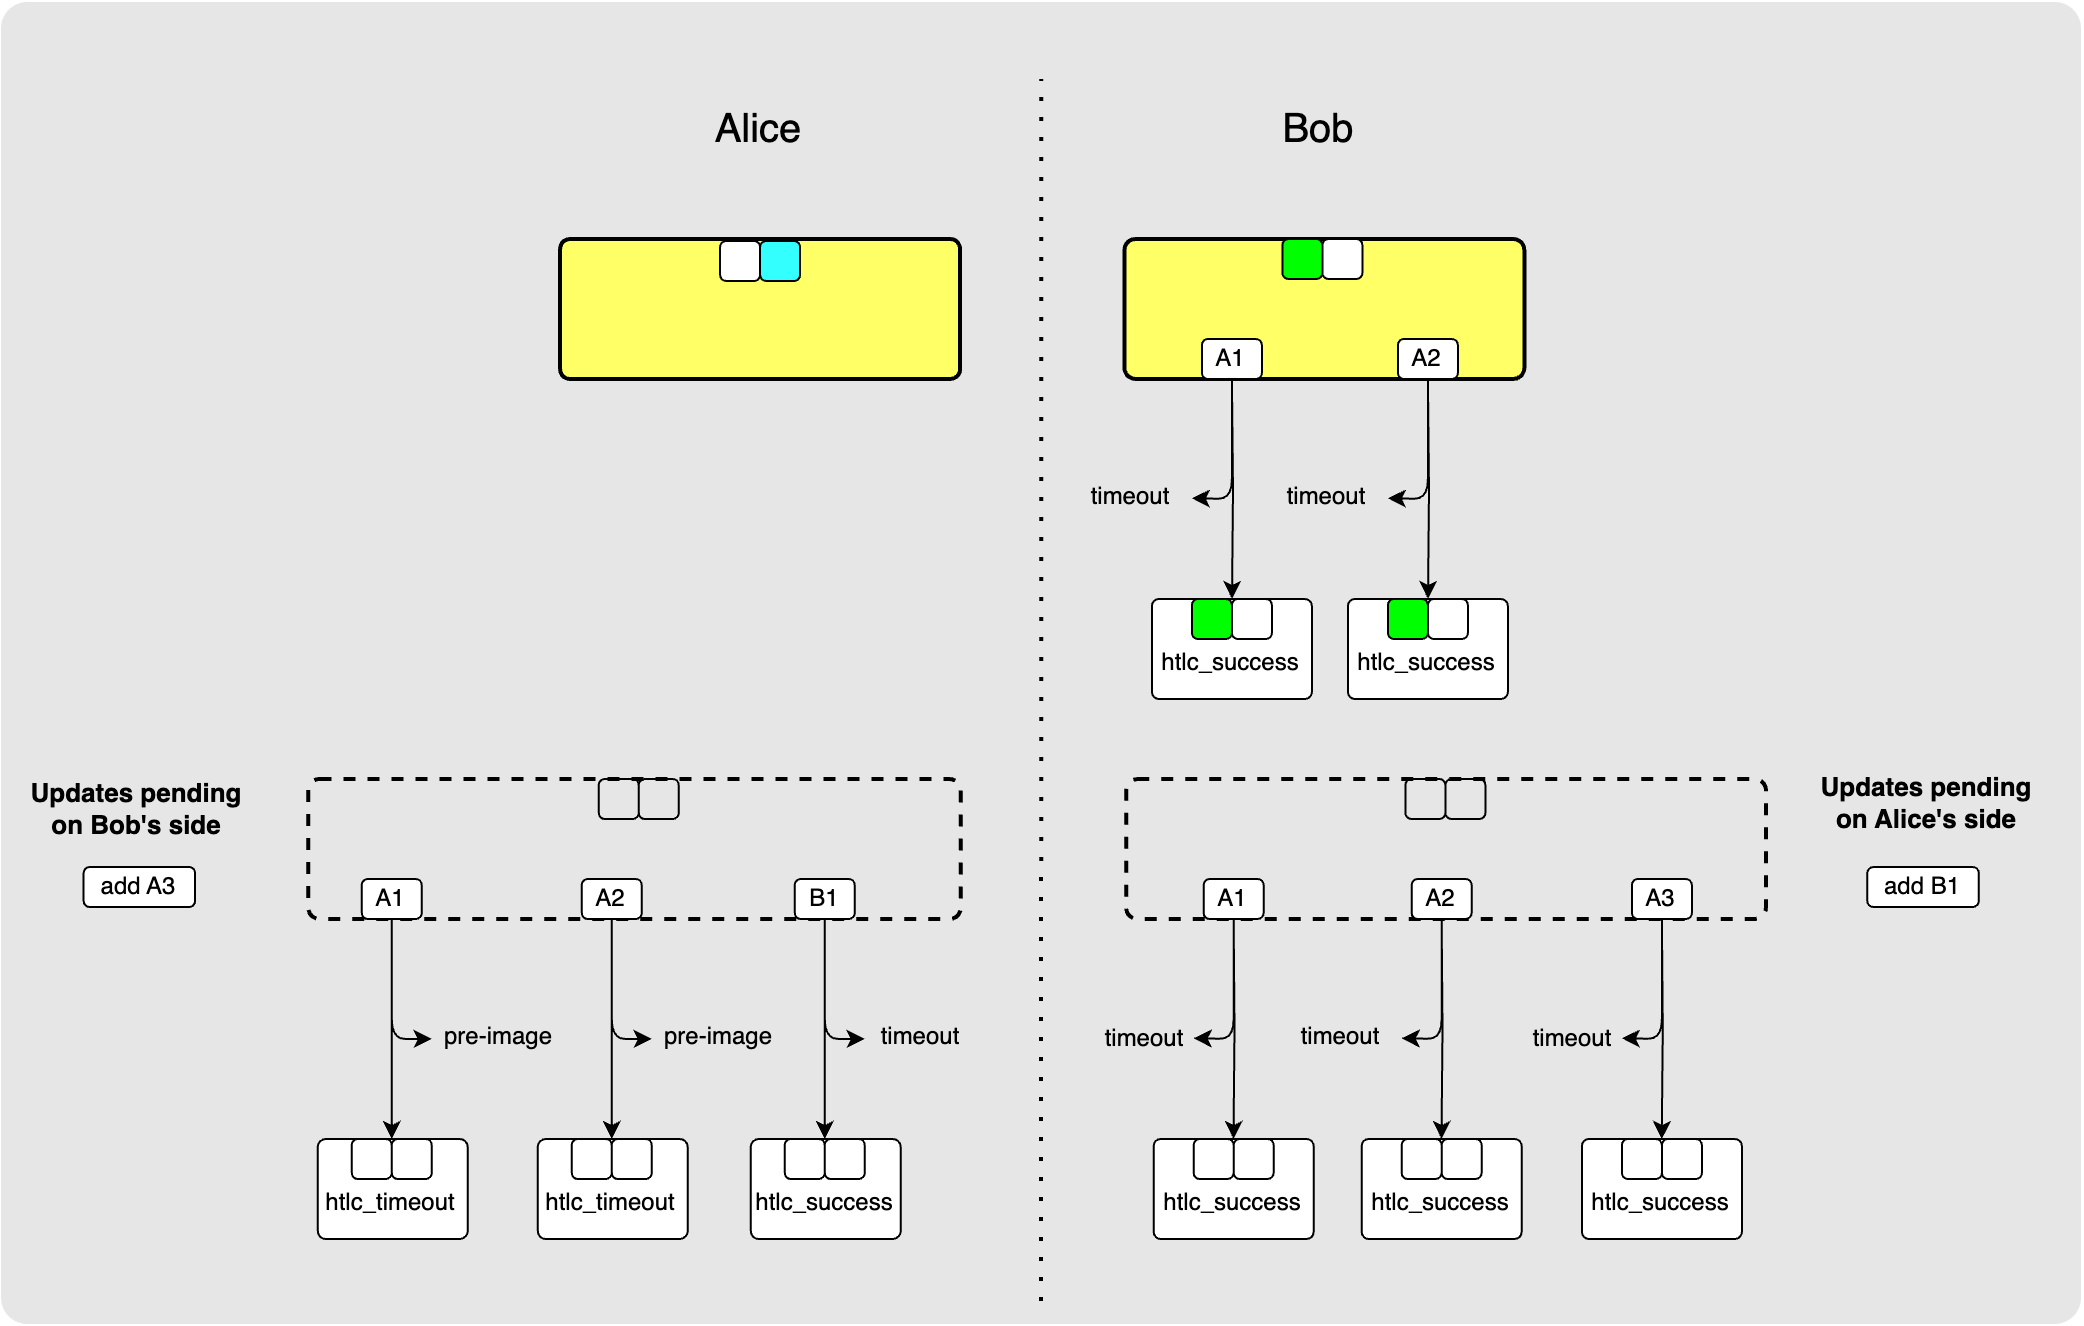 Alice
Bob
A1
A2
timeout
timeout
htlc_success
htlc_success
Updates pending
on Bob's side
add A3
A1
A2
B1
pre-image
pre-image
timeout
htlc_timeout
htlc_timeout
htlc_success
A1
A2
A3
timeout
timeout
timeout
htlc_success
htlc_success
htlc_success
Updates pending
on Alice's side
add B1